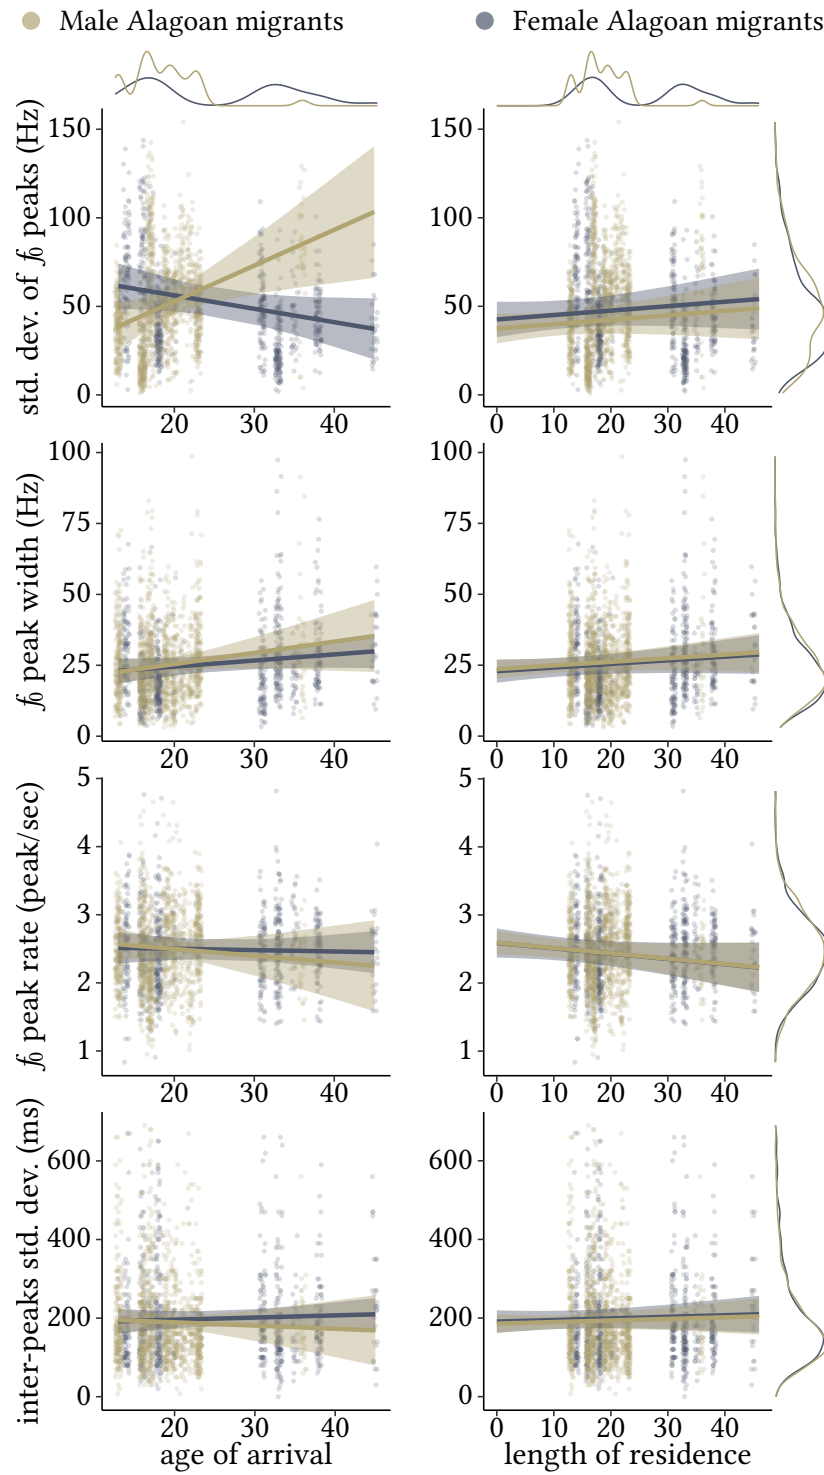 Male Alagoan migrants Female Alagoan migrants
std. dev. of f0 peaks (Hz)
150 150
100 100
50 50
0 0
20 30 40 0 10 20 30 40
f0 peak width (Hz)
100 100
75 75
50 50
25 25
0 0
20 30 40 0 10 20 30 40
f0 peak rate (peak/sec)
5 5
4 4
3 3
2 2
1 1
20 30 40 0 10 20 30 40
inter-peaks std. dev. (ms)
600 600
400 400
200 200
0 0
20 30 40 0 10 20 30 40
age of arrival length of residence